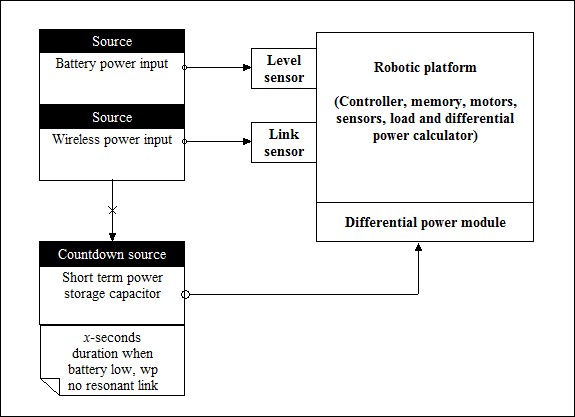 Source
Battery power input
Source
Wireless power input
Level
sensor
Link
sensor
Robotic platform
(Controller, memory, motors,
sensors, load and differential
power calculator)
Differential power module
Countdown source
Short term power
storage capacitor
x-seconds
duration when
battery low, wp
no resonant link